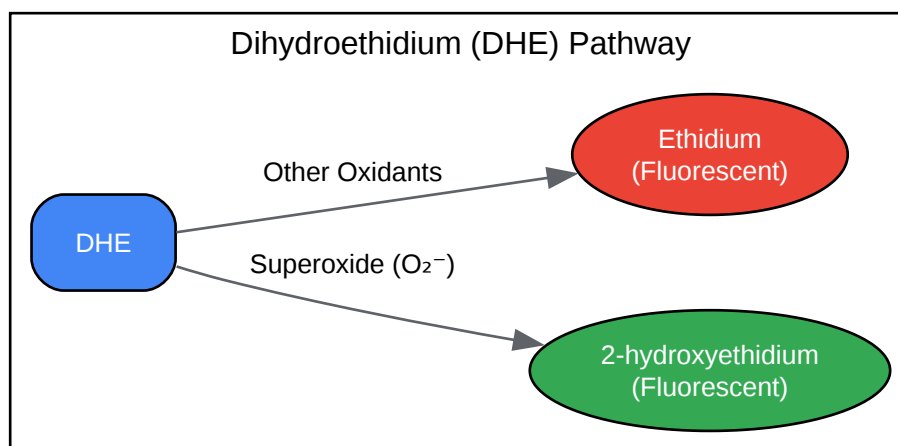 Dihydroethidium (DHE) Pathway
Ethidium
(Fluorescent)
Other Oxidants
DHE
Superoxide (O₂⁻)
2-hydroxyethidium
(Fluorescent)